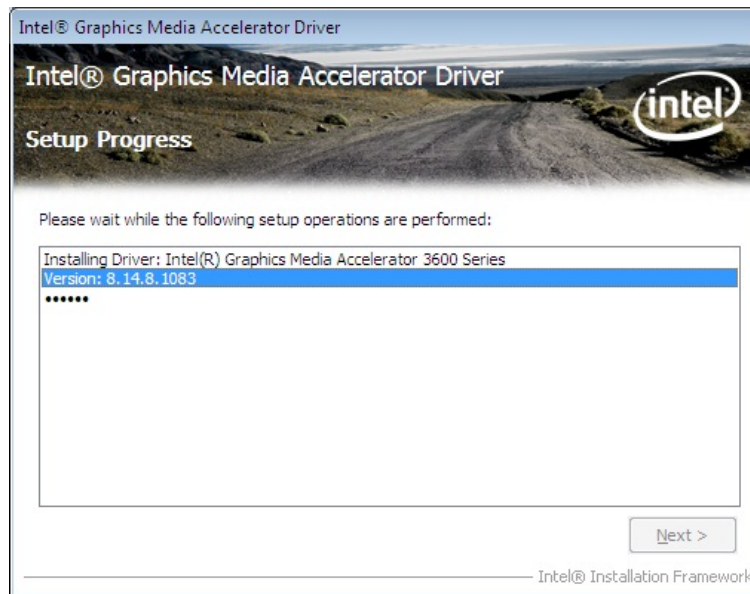 Intel® Graphics Media Accelerator Driver
Intel® Graphics Media Accelerator Driver
intel
Setup Progress
Please wait while the following setup operations are performed:
Installing Driver: Intel(R) Graphics Media Accelerator 3600 Series
Version: 8.14.8.1083
••••••
Next >
Intel® Installation Framework